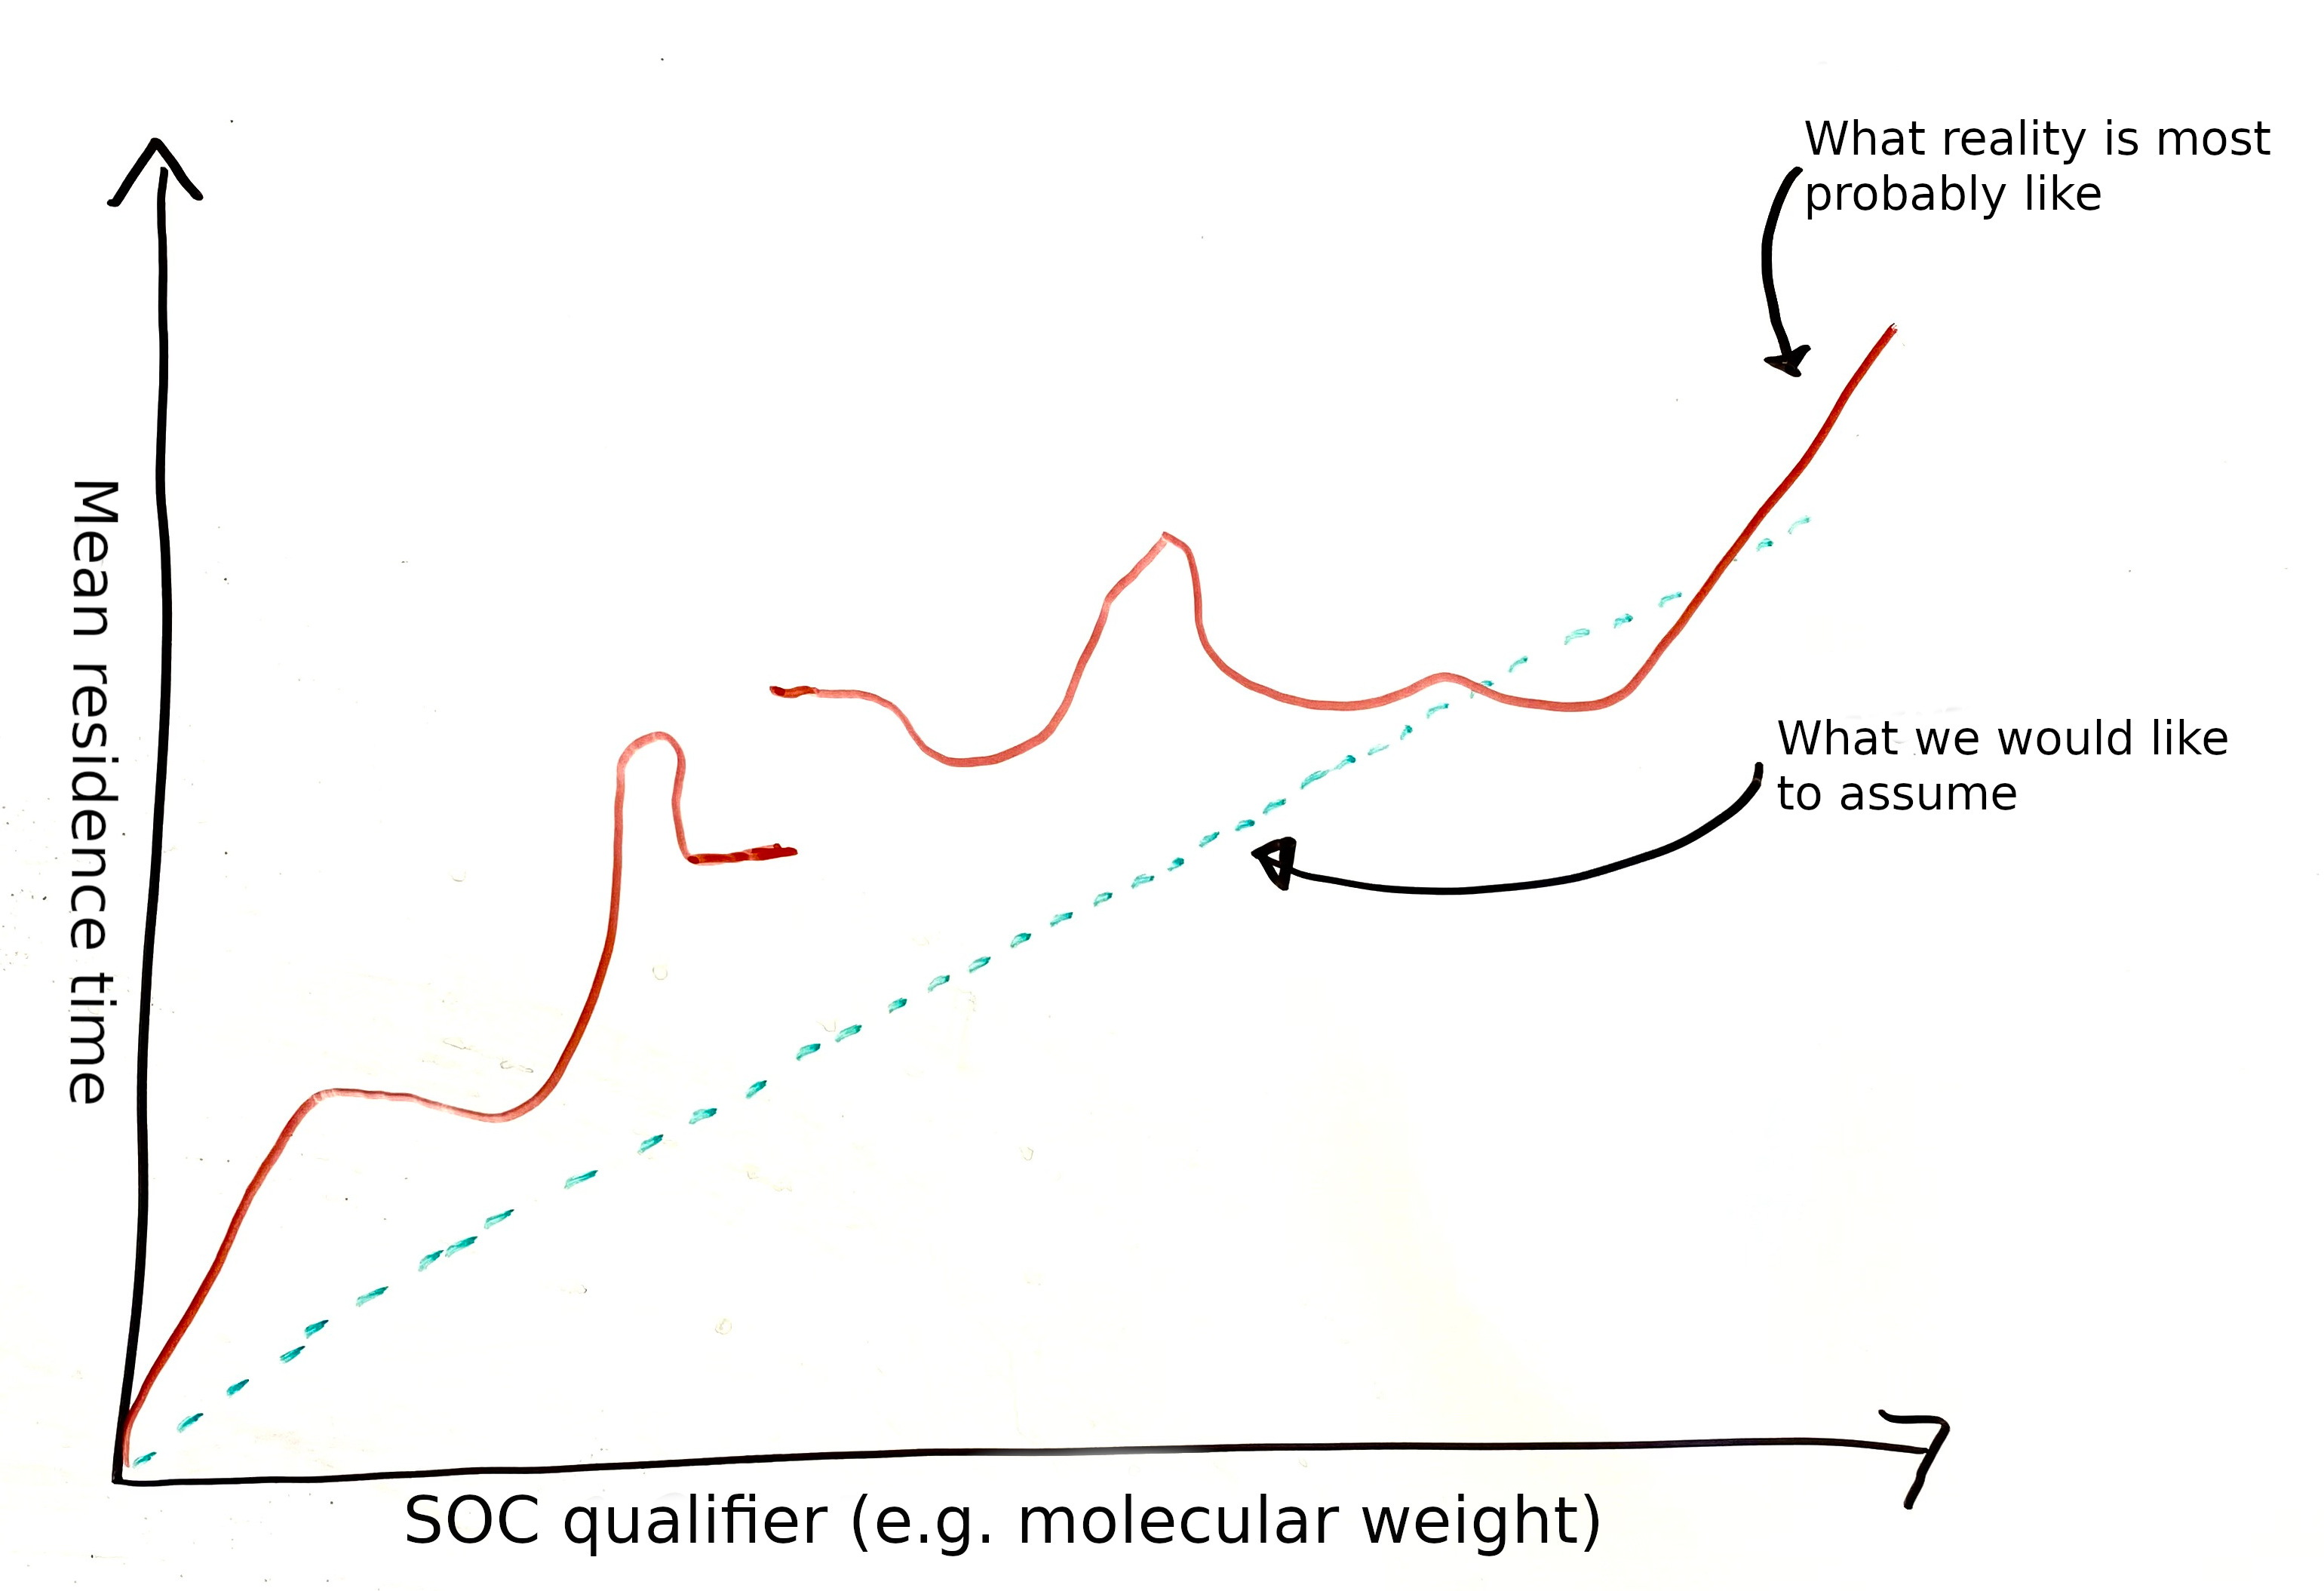 What reality is most
probably like
Mean residence time
What we would like
to assume
SOC qualifier (e.g. molecular weight)